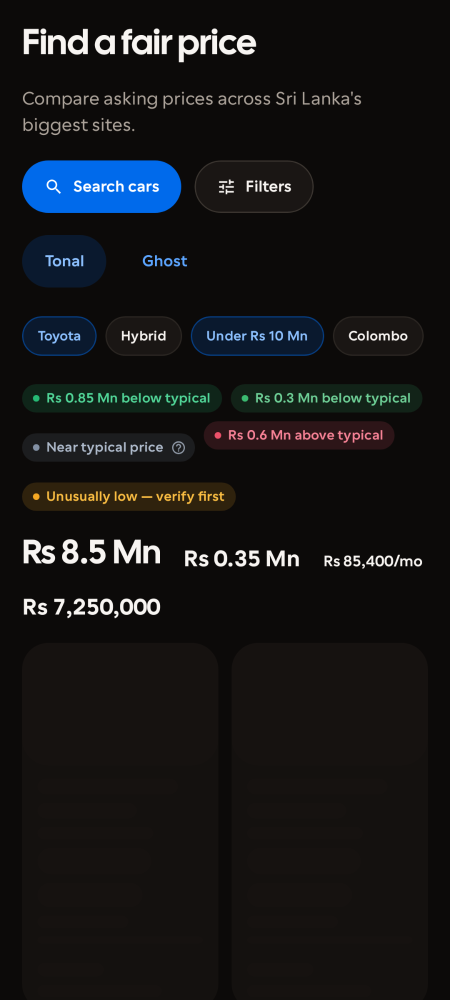 Find a fair price
Compare asking prices across Sri Lanka's
biggest sites.
Search cars
Filters
Tonal
Ghost
Toyota
Hybrid
Under Rs 10 Mn
Colombo
Rs 0.85 Mn below typical
Rs 0.3 Mn below typical
Near typical price
Rs 0.6 Mn above typical
Unusually low — verify first
Rs 8.5 Mn
Rs 0.35 Mn
Rs 85,400/mo
Rs 7,250,000